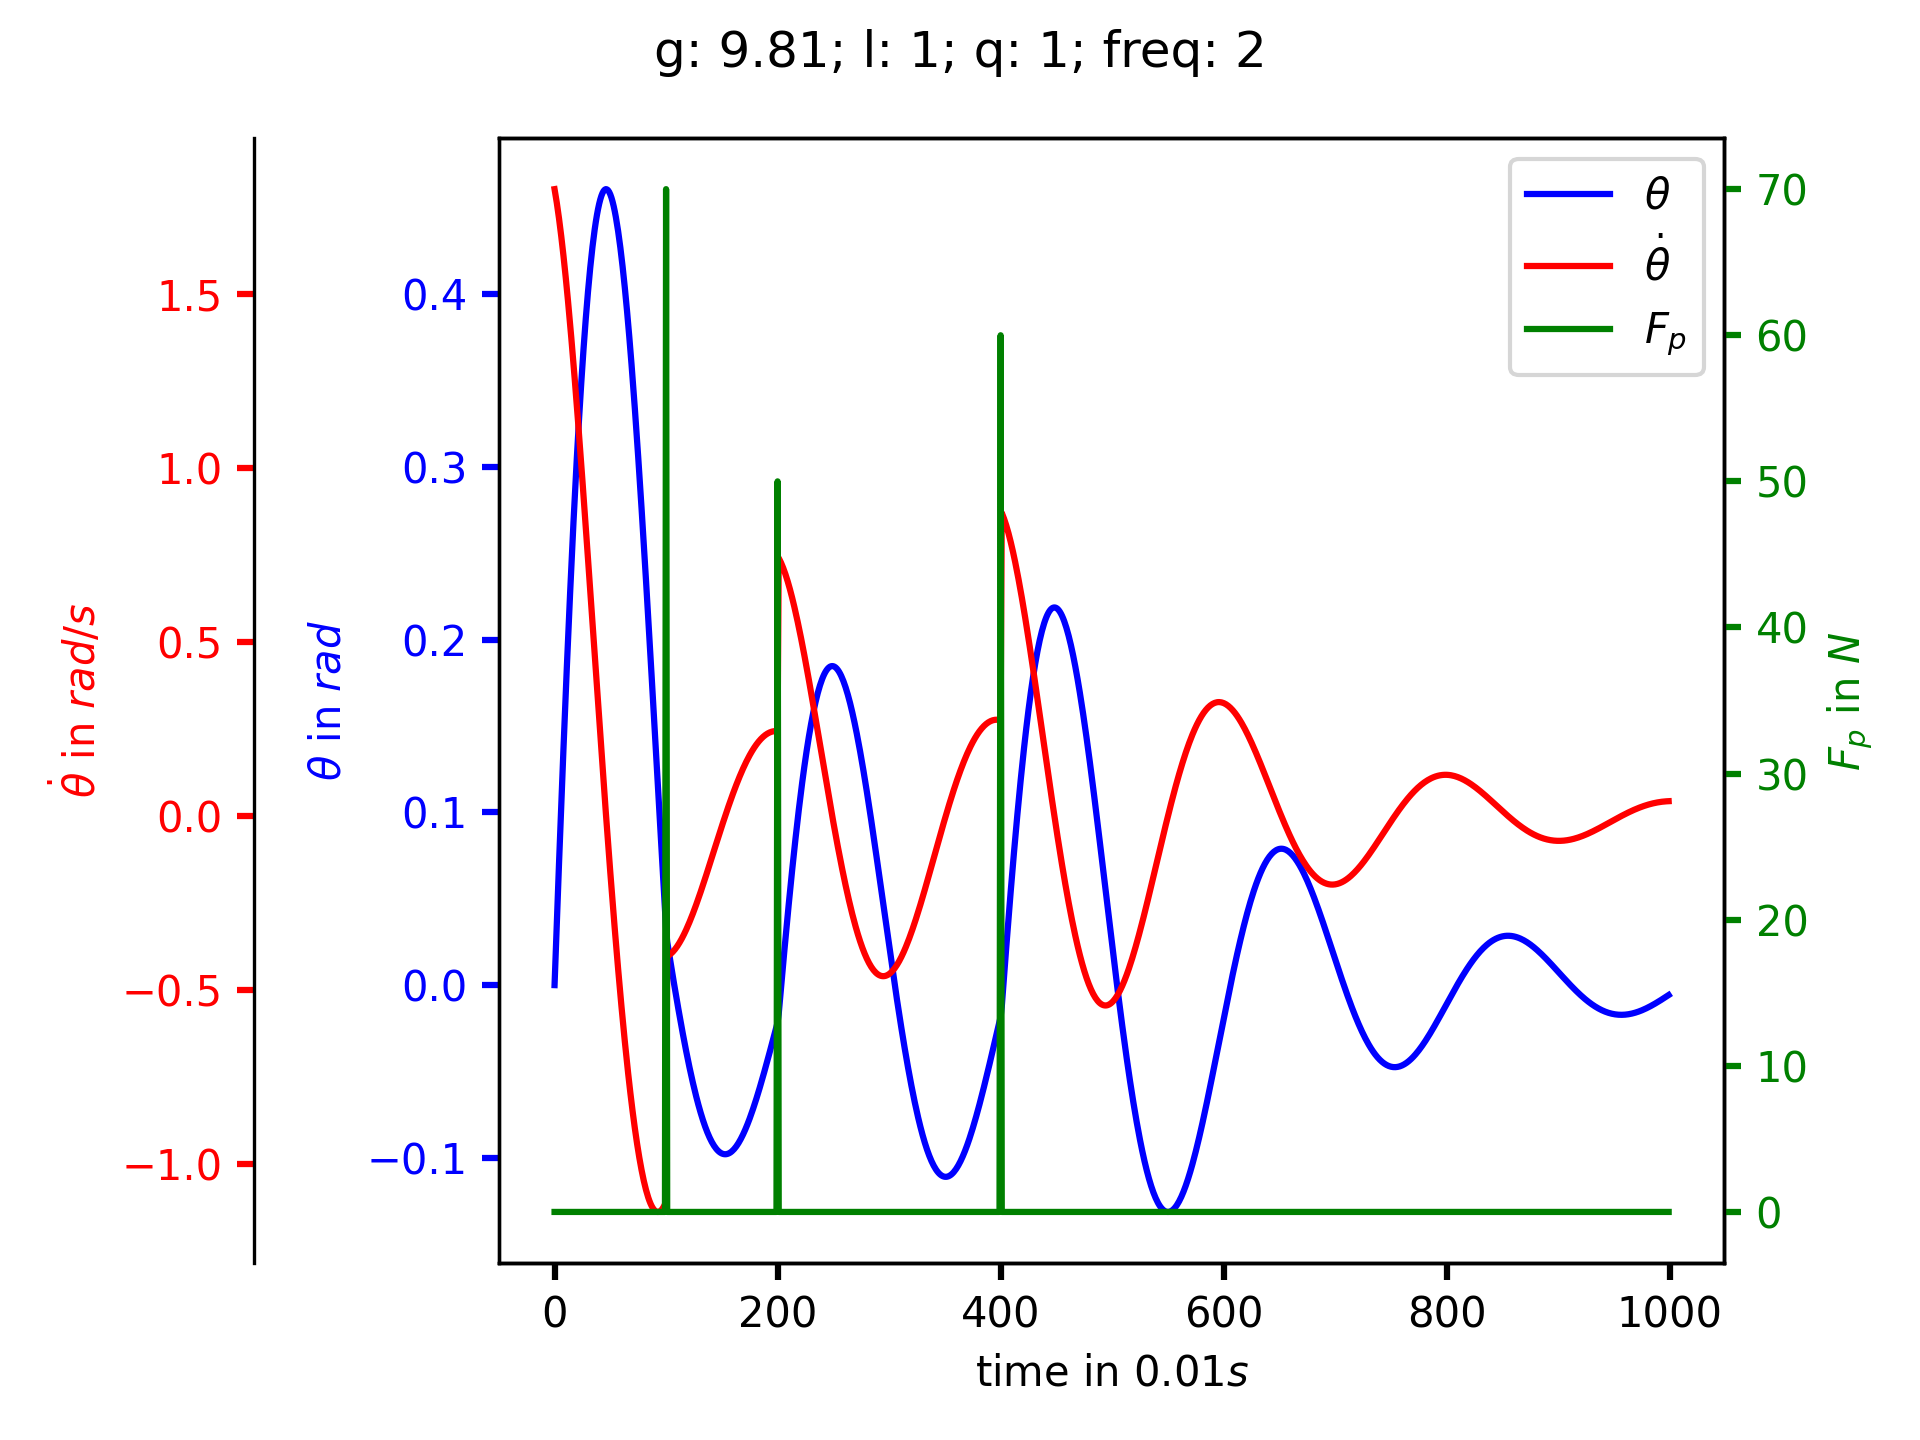 g: 9.81; l: 1; q: 1; freq: 2
θ̇ in rad/s
1.5
1.0
0.5
0.0
−0.5
−1.0
θ in rad
0.4
0.3
0.2
0.1
0.0
−0.1
θ
θ̇
F_p
70
60
50
40
30
20
10
0
F_p in N
0 200 400 600 800 1000
time in 0.01s